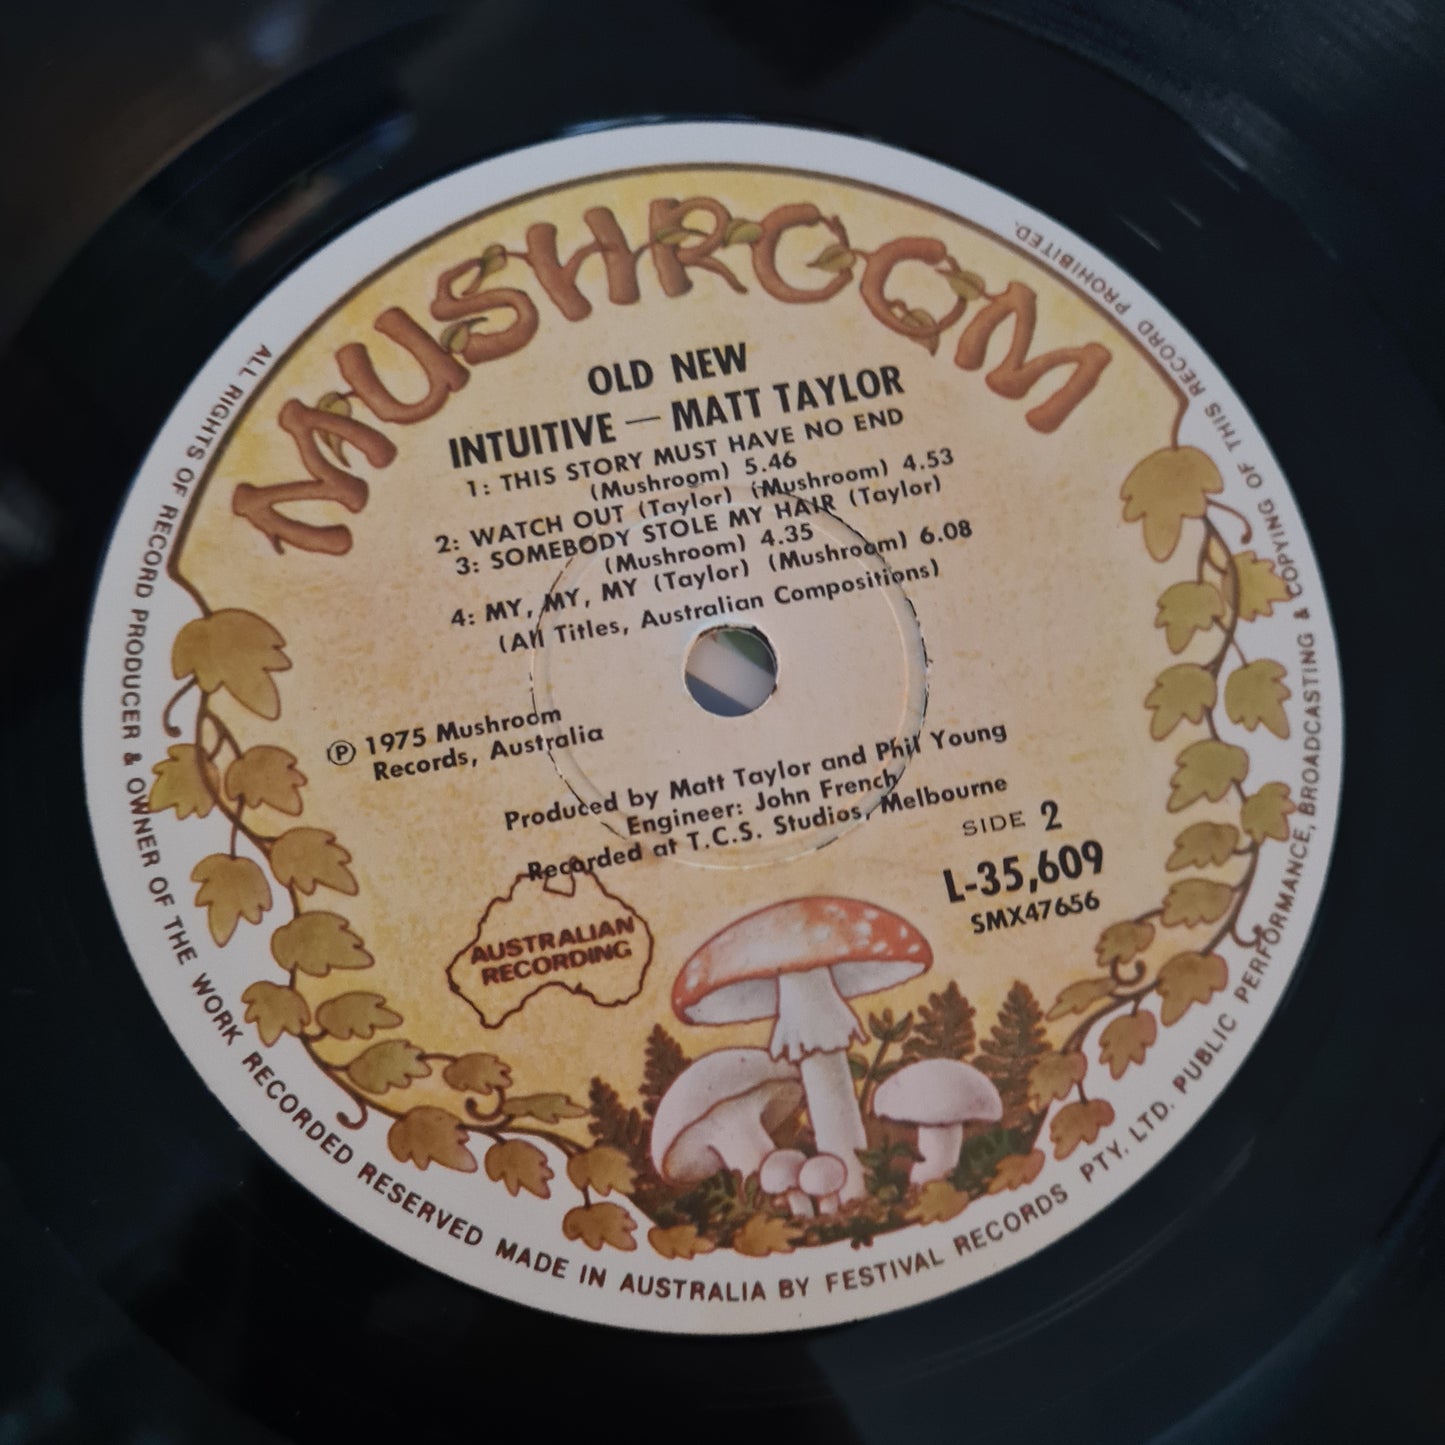 MUSHROOM
OLD NEW
INTUITIVE — MATT TAYLOR
1: THIS STORY MUST HAVE NO END
(Mushroom) 5.46
2: WATCH OUT (Taylor) (Mushroom) 4.53
3: SOMEBODY STOLE MY HAIR (Taylor)
(Mushroom) 4.35
4: MY, MY, MY (Taylor) (Mushroom) 6.08
(All Titles, Australian Compositions)
Ⓟ 1975 Mushroom
Records, Australia
Produced by Matt Taylor and Phil Young
Engineer: John French
Recorded at T.C.S. Studios, Melbourne
SIDE 2
L-35,609
SMX47656
AUSTRALIAN
RECORDING
ALL RIGHTS OF RECORD PRODUCER & OWNER OF THE WORK RECORDED RESERVED MADE IN AUSTRALIA BY FESTIVAL RECORDS PTY. LTD. PUBLIC PERFORMANCE, BROADCASTING & COPYING OF THIS RECORD PROHIBITED.